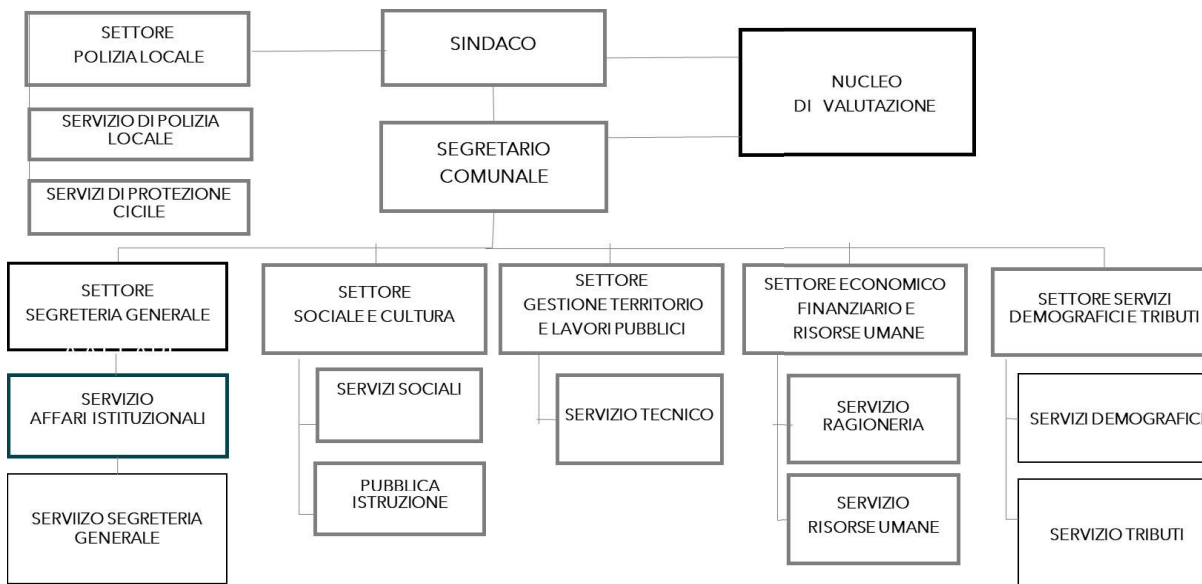 SETTORE
POLIZIA LOCALE
SINDACO
NUCLEO
DI VALUTAZIONE
SERVIZIO DI POLIZIA
LOCALE
SEGRETARIO
COMUNALE
SERVIZI DI PROTEZIONE
CICILE
SETTORE
SEGRETERIA GENERALE
SETTORE
SOCIALE E CULTURA
SETTORE
GESTIONE TERRITORIO
E LAVORI PUBBLICI
SETTORE ECONOMICO
FINANZIARIO E
RISORSE UMANE
SETTORE SERVIZI
DEMOGRAFICI E TRIBUTI
SERVIZIO
AFFARI ISTITUZIONALI
SERVIZI SOCIALI
SERVIZIO TECNICO
SERVIZIO
RAGIONERIA
SERVIZI DEMOGRAFICI
SERVIIZO SEGRETERIA
GENERALE
PUBBLICA
ISTRUZIONE
SERVIZIO
RISORSE UMANE
SERVIZIO TRIBUTI